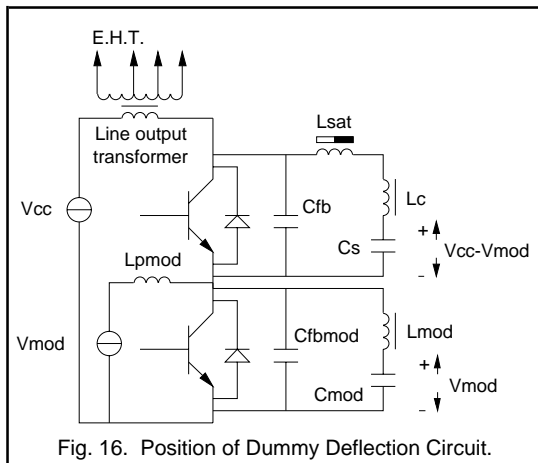 E.H.T.
Line output
transformer
Lsat
Vcc
Cfb
Lc
Cs
+
Vcc-Vmod
-
Lpmod
Vmod
Cfbmod
Lmod
Cmod
+
Vmod
-
Fig. 16. Position of Dummy Deflection Circuit.